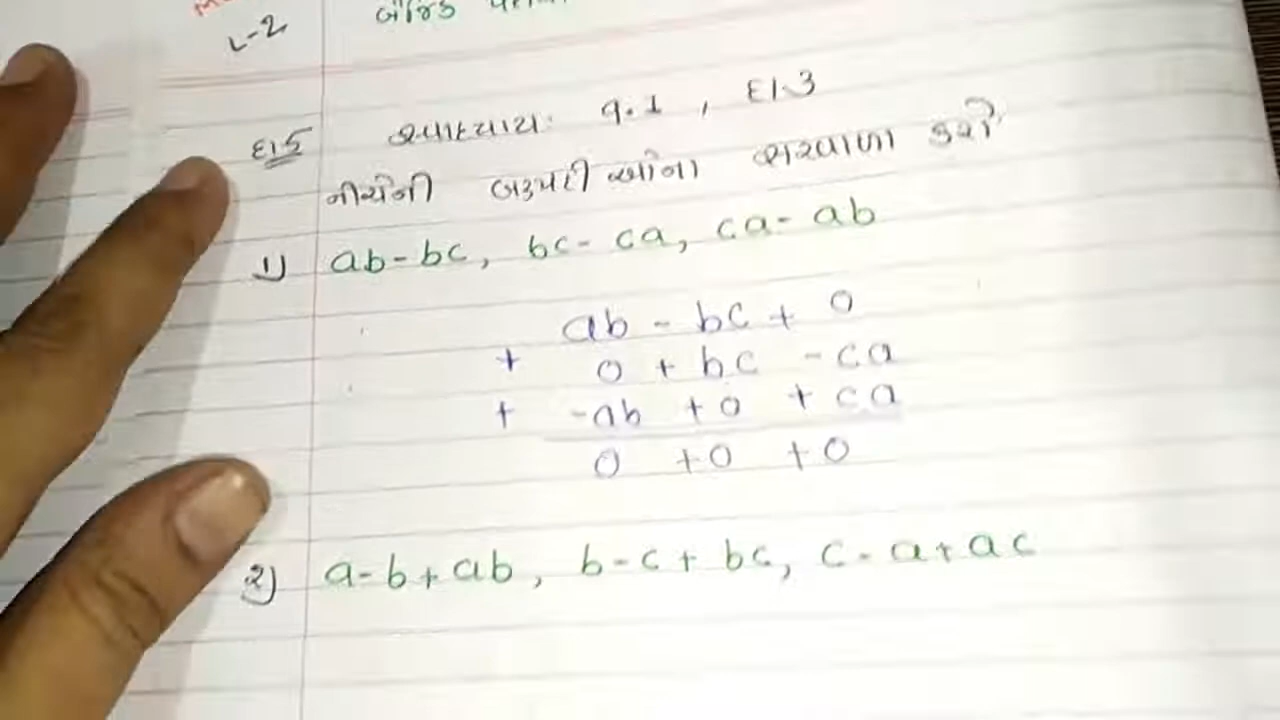 L-2
દા.5 સ્વાધ્યાય: 9.1 , દા.3
નીચેની બહુપદીઓના સરવાળા કરો.
1) ab-bc, bc-ca, ca-ab
ab - bc + 0
+ 0 + bc - ca
+ -ab + 0 + ca
0 +0 +0
2) a-b+ab, b-c+bc, c-a+ac